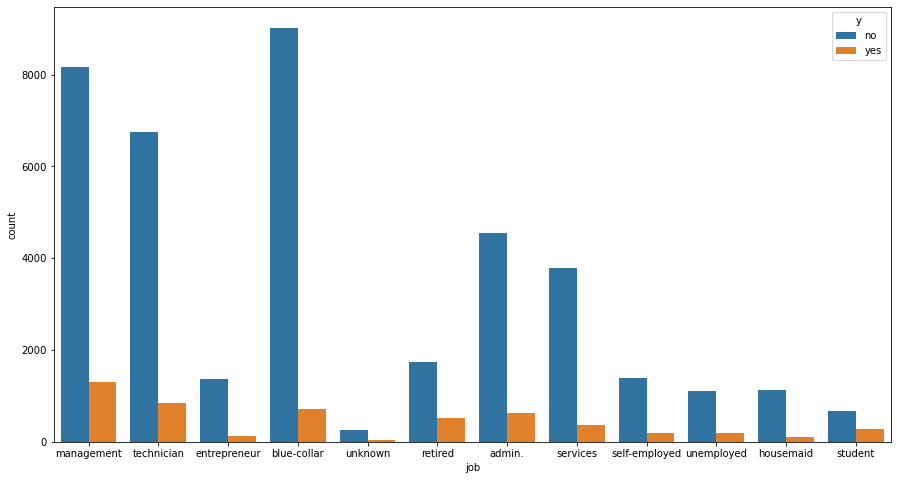 y
no
yes
8000
6000
4000
2000
0
count
management technician entrepreneur blue-collar unknown retired admin. services self-employed unemployed housemaid student
job